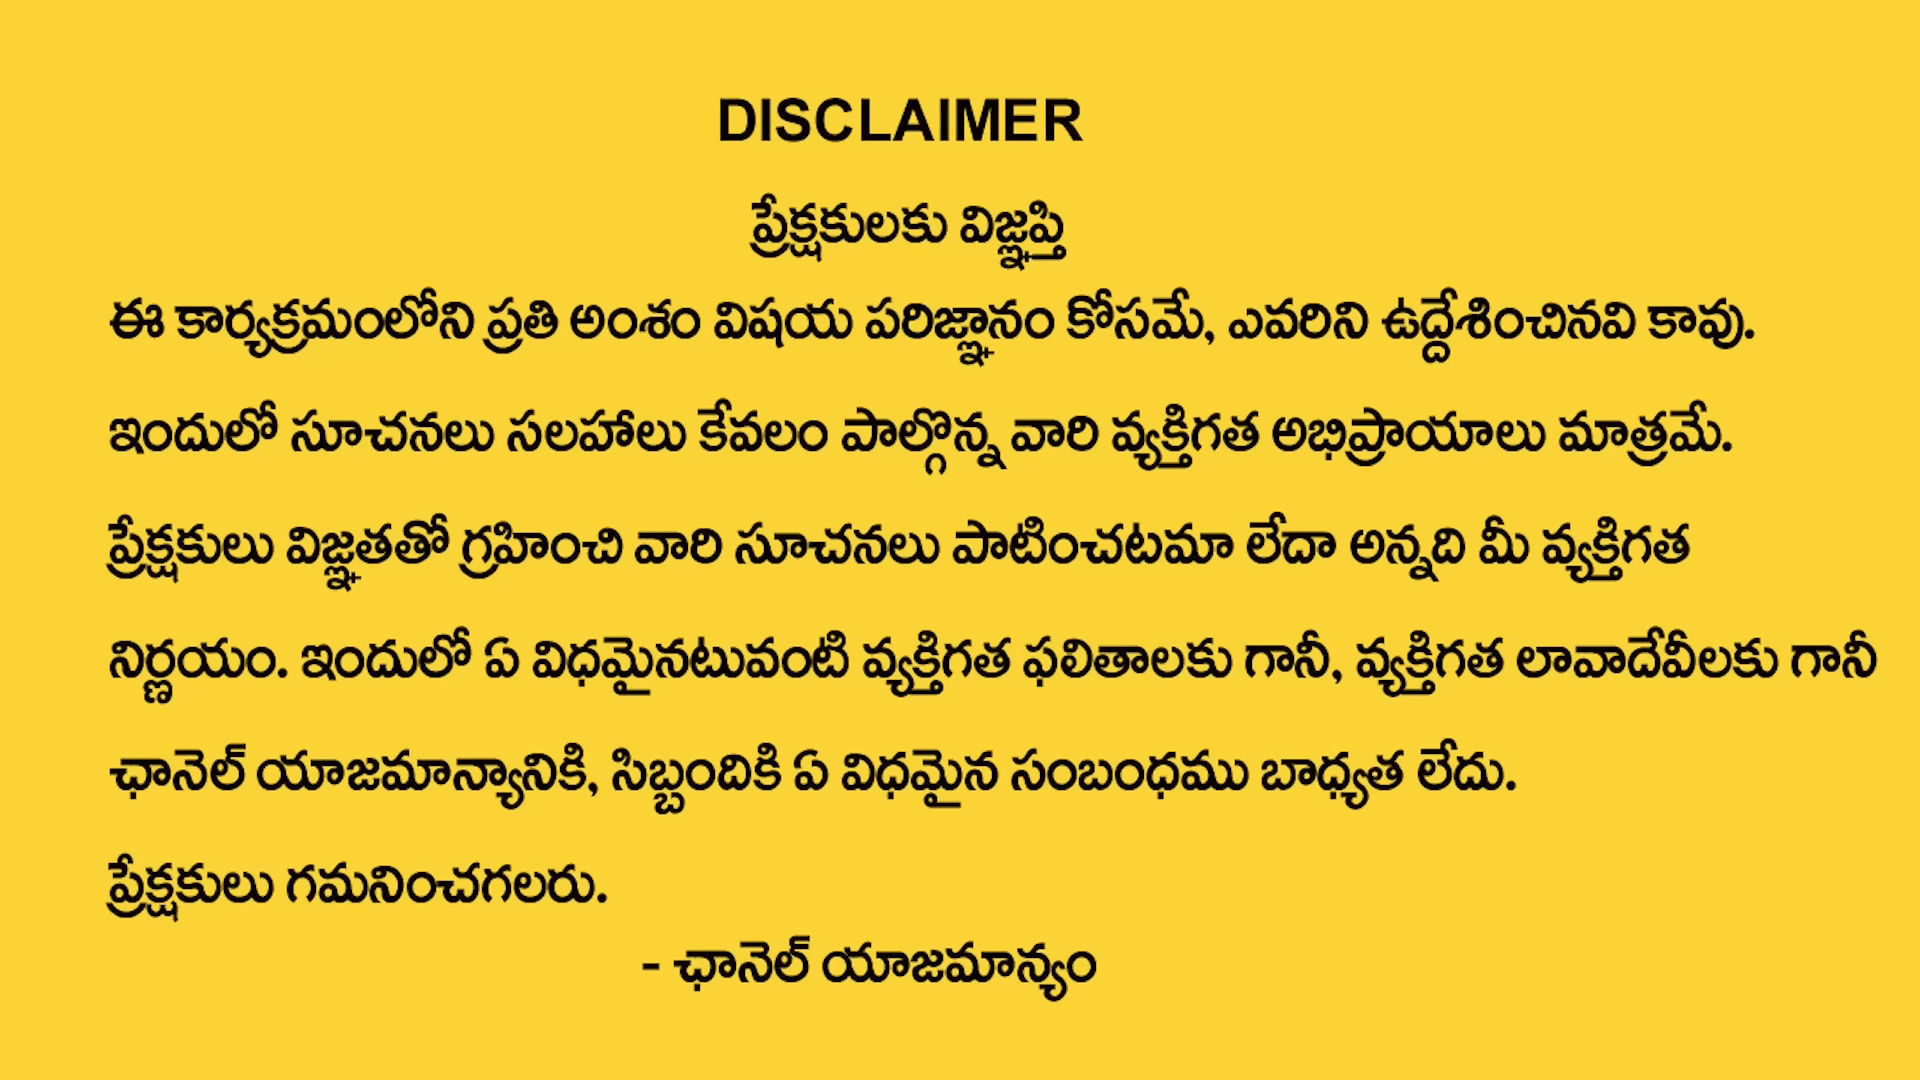 DISCLAIMER
ప్రేక్షకులకు విజ్ఞప్తి
ఈ కార్యక్రమంలోని ప్రతి అంశం విషయ పరిజ్ఞానం కోసమే, ఎవరిని ఉద్దేశించినవి కావు.
ఇందులో సూచనలు సలహాలు కేవలం పాల్గొన్న వారి వ్యక్తిగత అభిప్రాయాలు మాత్రమే.
ప్రేక్షకులు విజ్ఞతతో గ్రహించి వారి సూచనలు పాటించటమా లేదా అన్నది మీ వ్యక్తిగత
నిర్ణయం. ఇందులో ఏ విధమైనటువంటి వ్యక్తిగత ఫలితాలకు గానీ, వ్యక్తిగత లావాదేవీలకు గానీ
ఛానెల్ యాజమాన్యానికి, సిబ్బందికి ఏ విధమైన సంబంధము బాధ్యత లేదు.
ప్రేక్షకులు గమనించగలరు.
- ఛానెల్ యాజమాన్యం